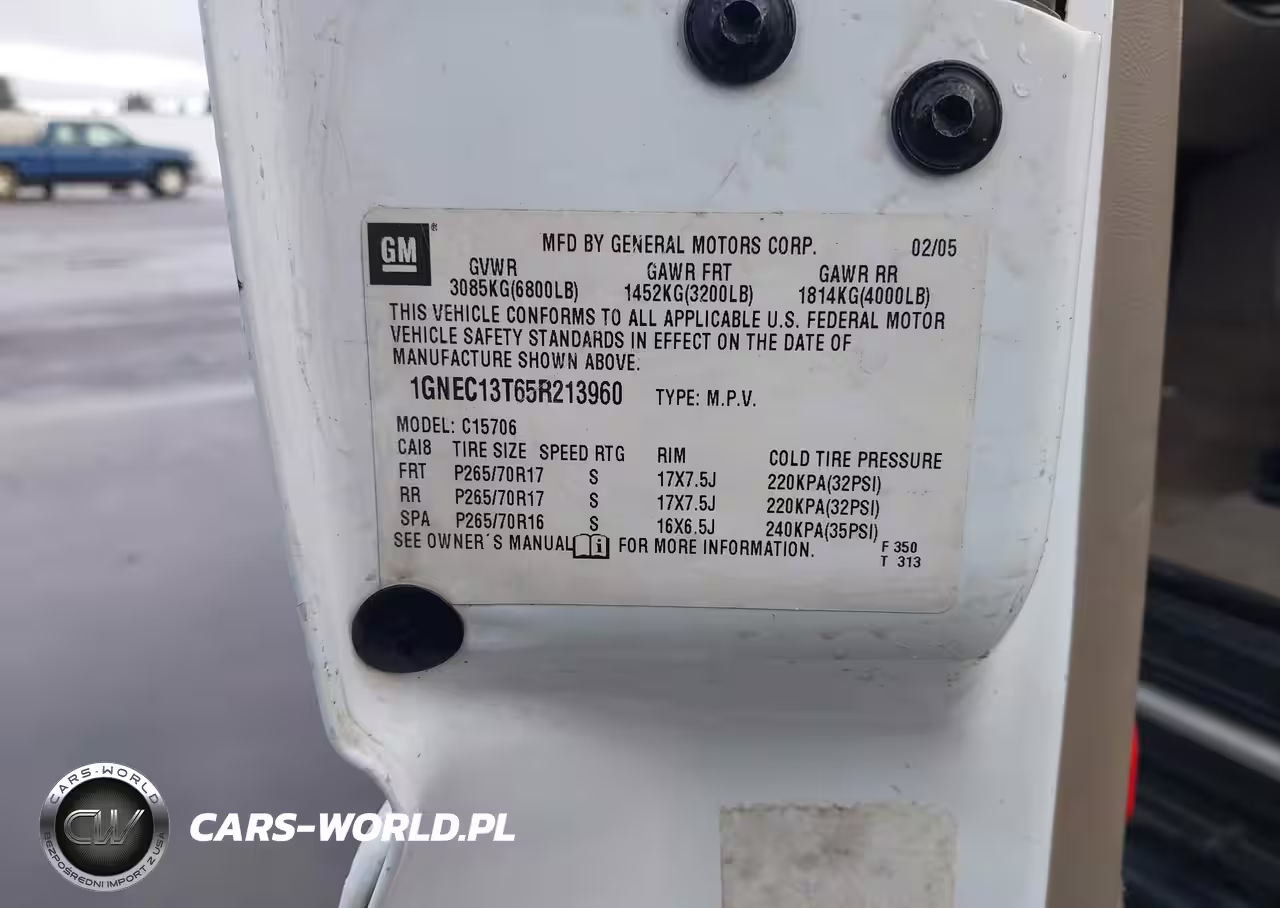 GM ®
MFD BY GENERAL MOTORS CORP. 02/05
GVWR GAWR FRT GAWR RR
3085KG(6800LB) 1452KG(3200LB) 1814KG(4000LB)
THIS VEHICLE CONFORMS TO ALL APPLICABLE U.S. FEDERAL MOTOR
VEHICLE SAFETY STANDARDS IN EFFECT ON THE DATE OF
MANUFACTURE SHOWN ABOVE.
1GNEC13T65R213960 TYPE: M.P.V.
MODEL: C15706
CAI8 TIRE SIZE SPEED RTG RIM COLD TIRE PRESSURE
FRT P265/70R17 S 17X7.5J 220KPA(32PSI)
RR P265/70R17 S 17X7.5J 220KPA(32PSI)
SPA P265/70R16 S 16X6.5J 240KPA(35PSI)
SEE OWNER'S MANUAL i FOR MORE INFORMATION. F 350
T 313
CARS-WORLD
CW
BEZPOŚREDNI IMPORT Z USA
CARS-WORLD.PL